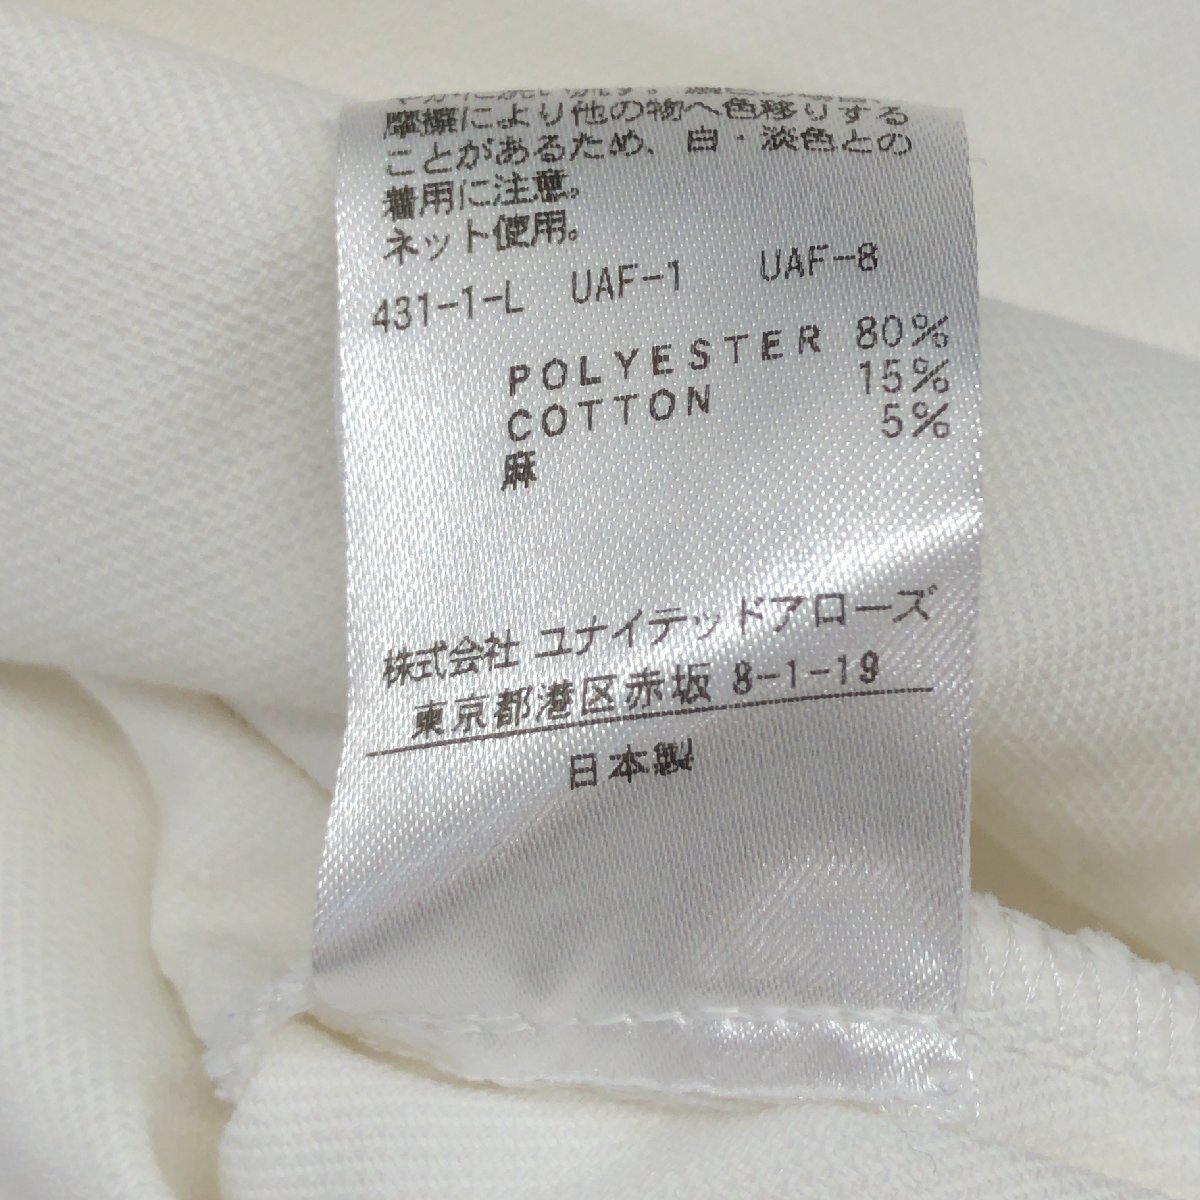 摩擦により他の物へ色移りする
ことがあるため、白・淡色との
着用に注意。
ネット使用。
431-1-L UAF-1 UAF-8
POLYESTER 80%
COTTON 15%
麻 5%
株式会社 ユナイテッドアローズ
東京都港区赤坂 8-1-19
日本製